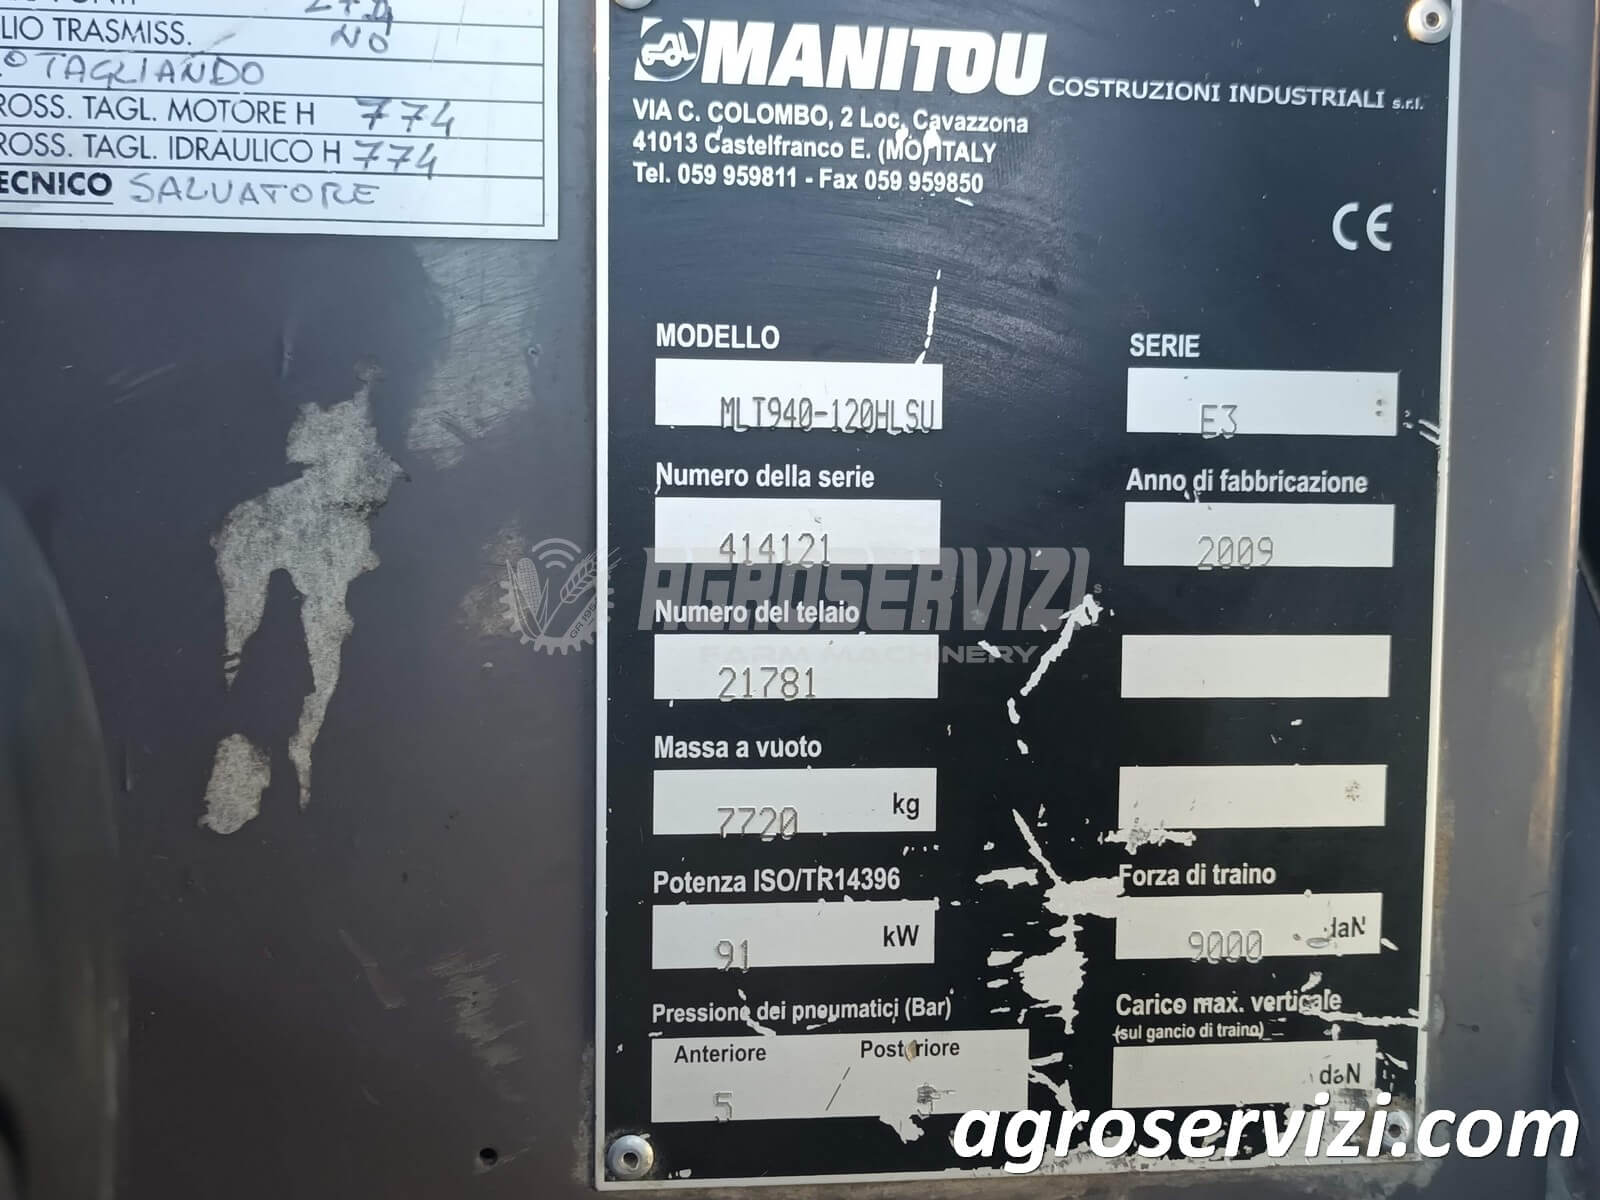 LIO TRASMISS. NO
° TAGLIANDO
ROSS. TAGL. MOTORE H 774
ROSS. TAGL. IDRAULICO H 774
ECNICO SALVATORE
MANITOU COSTRUZIONI INDUSTRIALI s.r.l.
VIA C. COLOMBO, 2 Loc. Cavazzona
41013 Castelfranco E. (MO) ITALY
Tel. 059 959811 - Fax 059 959850
CE
MODELLO SERIE
MLT940-120HLSU E3
Numero della serie Anno di fabbricazione
414121 2009
AGROSERVIZI
FARM MACHINERY
Numero del telaio
21781
Massa a vuoto
7720 kg
Potenza ISO/TR14396 Forza di traino
91 kW 9000 daN
Pressione dei pneumatici (Bar) Carico max. verticale
(sul gancio di traino)
Anteriore Posteriore daN
5 /
agroservizi.com